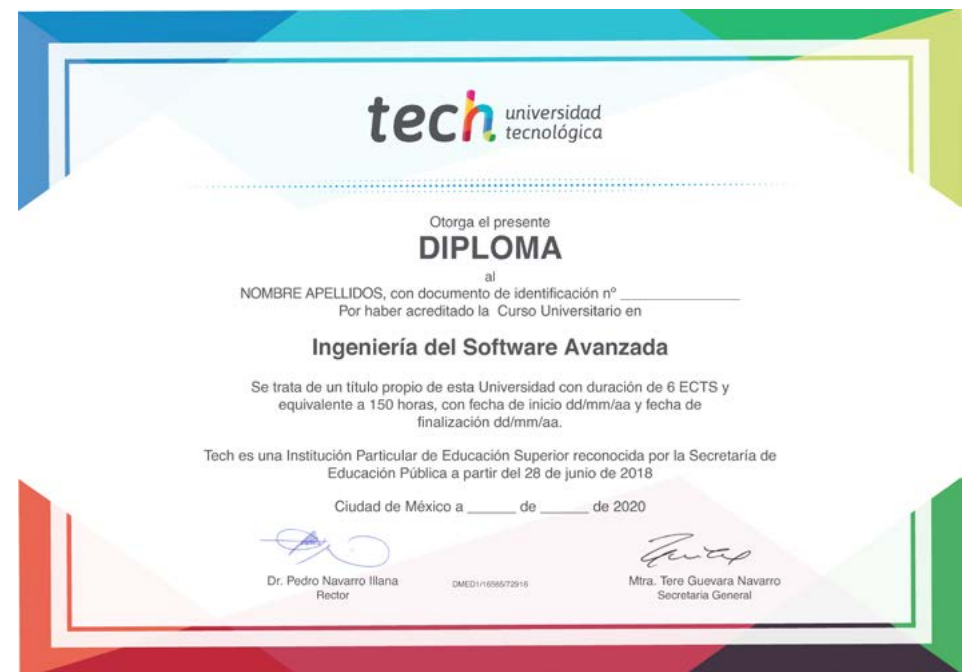 tech universidad
tecnológica
Otorga el presente
DIPLOMA
al
NOMBRE APELLIDOS, con documento de identificación nº ________________
Por haber acreditado la Curso Universitario en
Ingeniería del Software Avanzada
Se trata de un título propio de esta Universidad con duración de 6 ECTS y
equivalente a 150 horas, con fecha de inicio dd/mm/aa y fecha de
finalización dd/mm/aa.
Tech es una Institución Particular de Educación Superior reconocida por la Secretaría de
Educación Pública a partir del 28 de junio de 2018
Ciudad de México a ______ de ______ de 2020
Dr. Pedro Navarro Illana
Rector
Mtra. Tere Guevara Navarro
Secretaria General